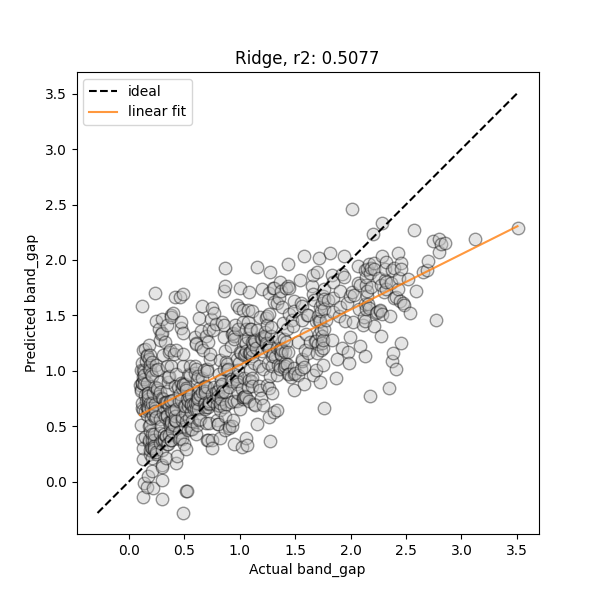 Ridge, r2: 0.5077
ideal
linear fit
3.5
3.0
2.5
2.0
1.5
1.0
0.5
0.0
Predicted band_gap
0.0 0.5 1.0 1.5 2.0 2.5 3.0 3.5
Actual band_gap